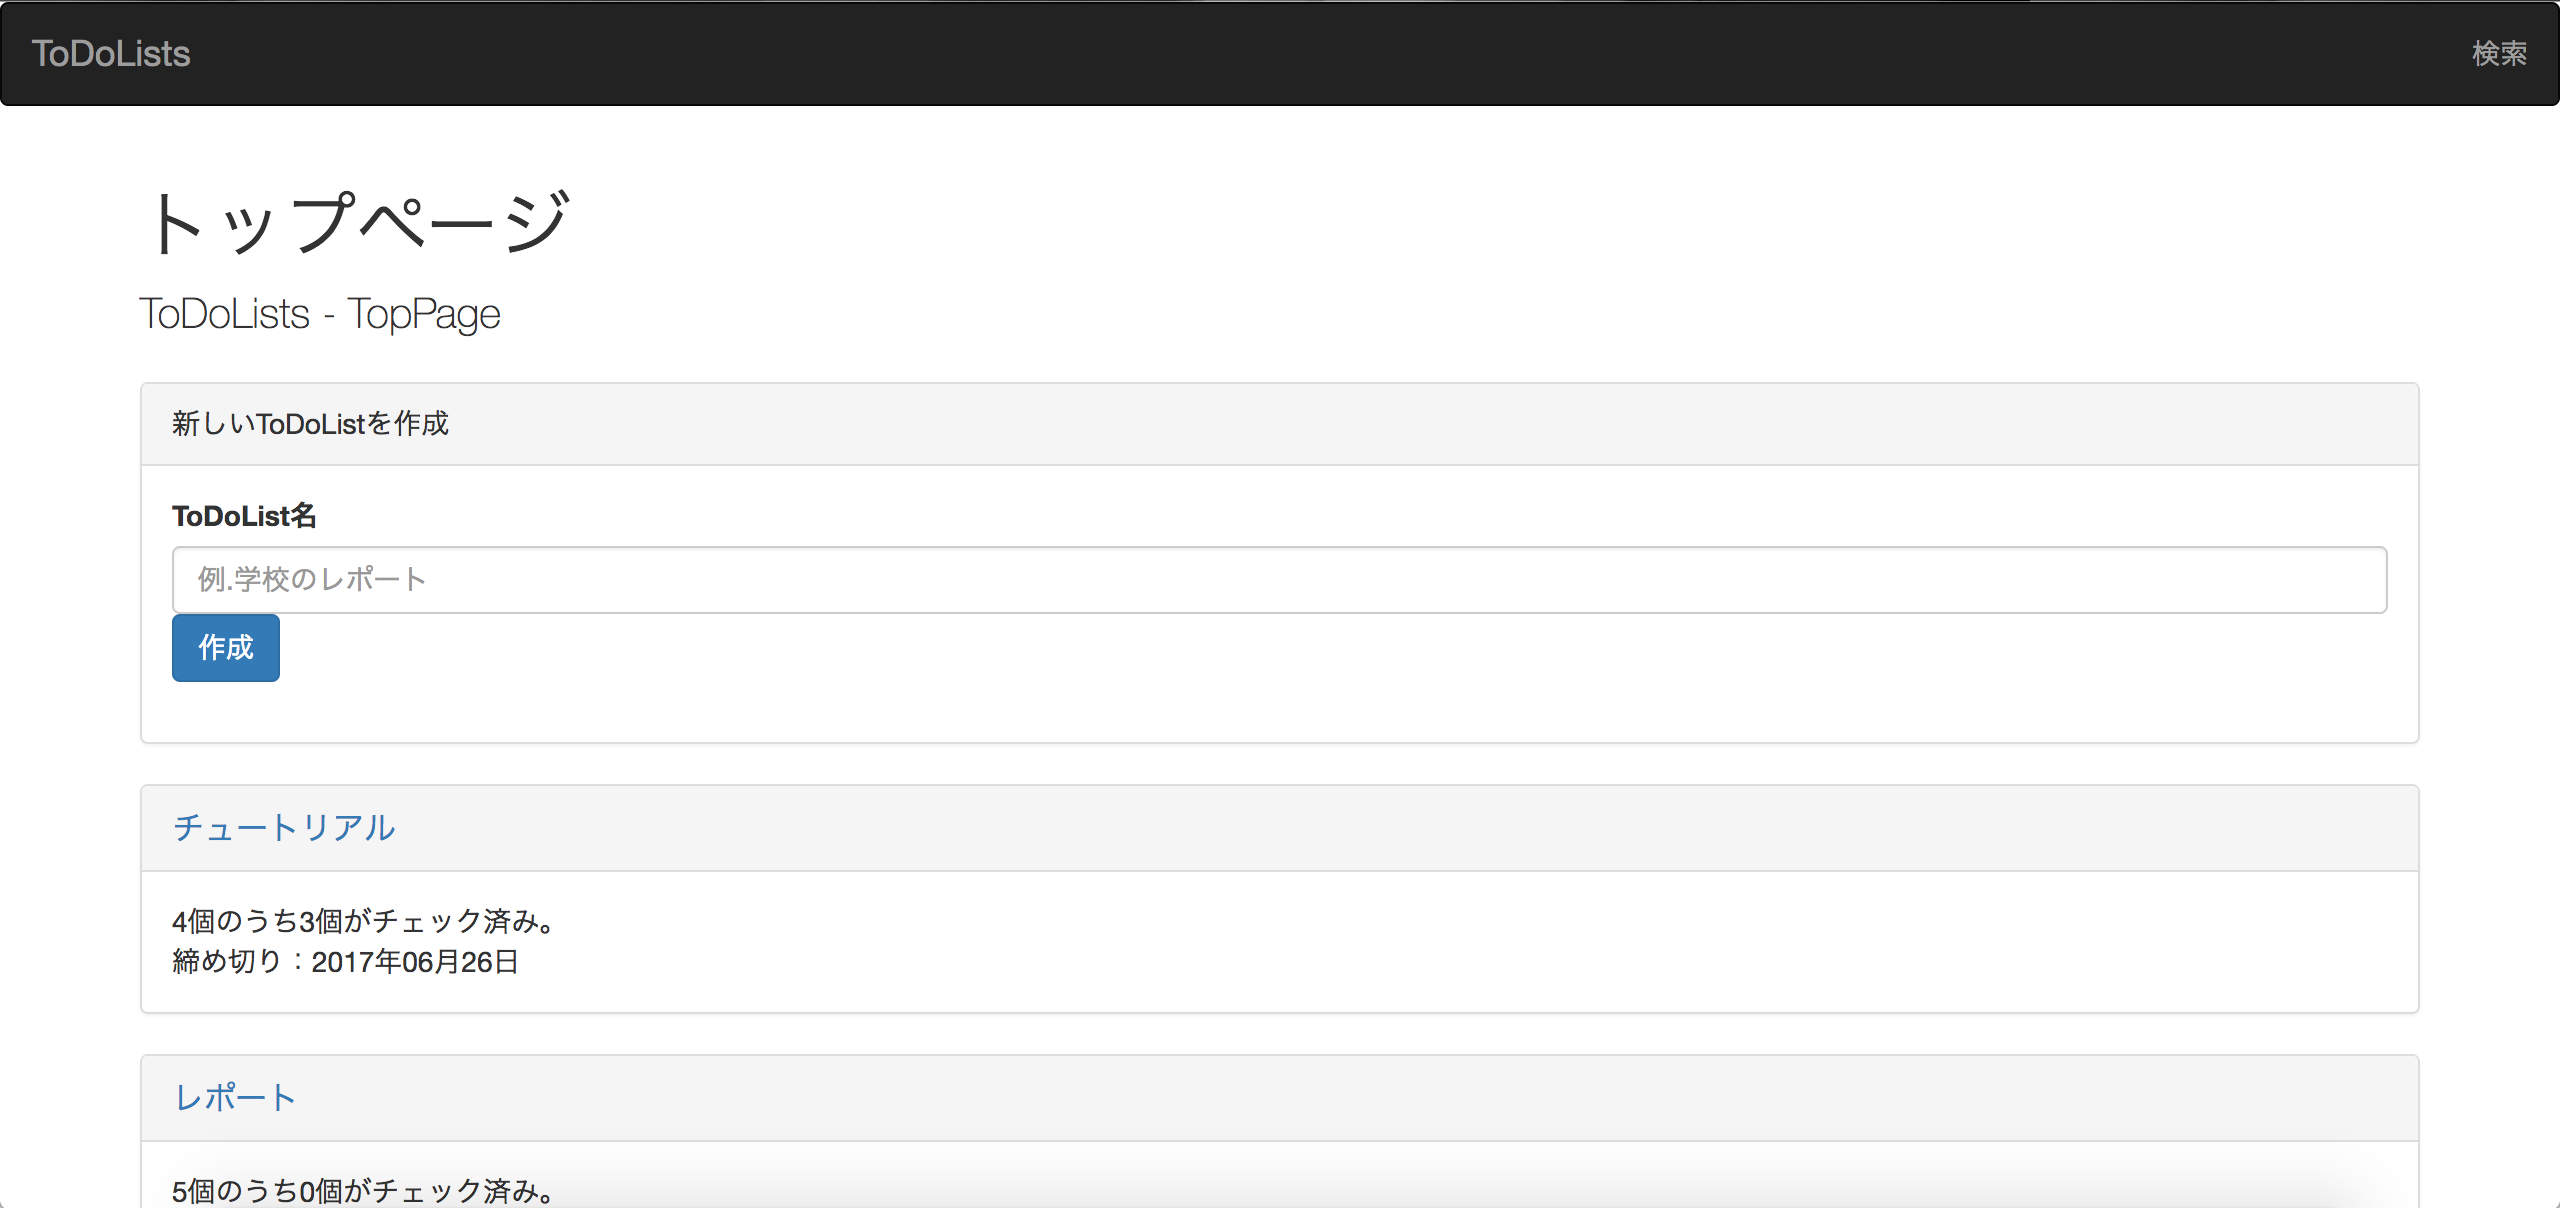 ToDoLists
検索
トップページ
ToDoLists - TopPage
新しいToDoListを作成
ToDoList名
例.学校のレポート
作成
チュートリアル
4個のうち3個がチェック済み。
締め切り：2017年06月26日
レポート
5個のうち0個がチェック済み。